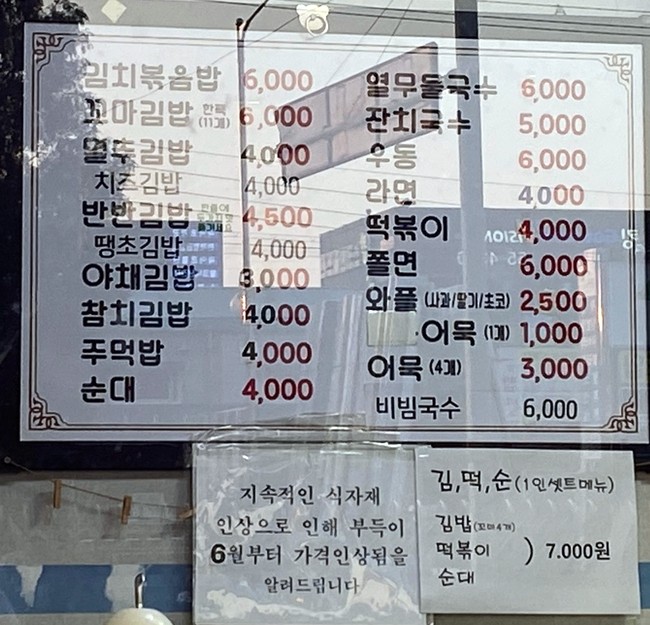 김치볶음밥 6,000
꼬마김밥 한팩 (11개) 6,000
열추김밥 4,000
치즈김밥 4,000
반반김밥 4,500
땡초김밥 4,000
야채김밥 3,000
참치김밥 4,000
주먹밥 4,000
순대 4,000
열무물국수 6,000
잔치국수 5,000
우동 6,000
라면 4,000
떡볶이 4,000
쫄면 6,000
와플 (사과/딸기/초코) 2,500
어묵 (1개) 1,000
어묵 (4개) 3,000
비빔국수 6,000
지속적인 식자재
인상으로 인해 부득이
6월부터 가격인상됨을
알려드립니다
김,떡,순 (1인셋트메뉴)
김밥 (꼬마4개)
떡볶이 ) 7.000원
순대